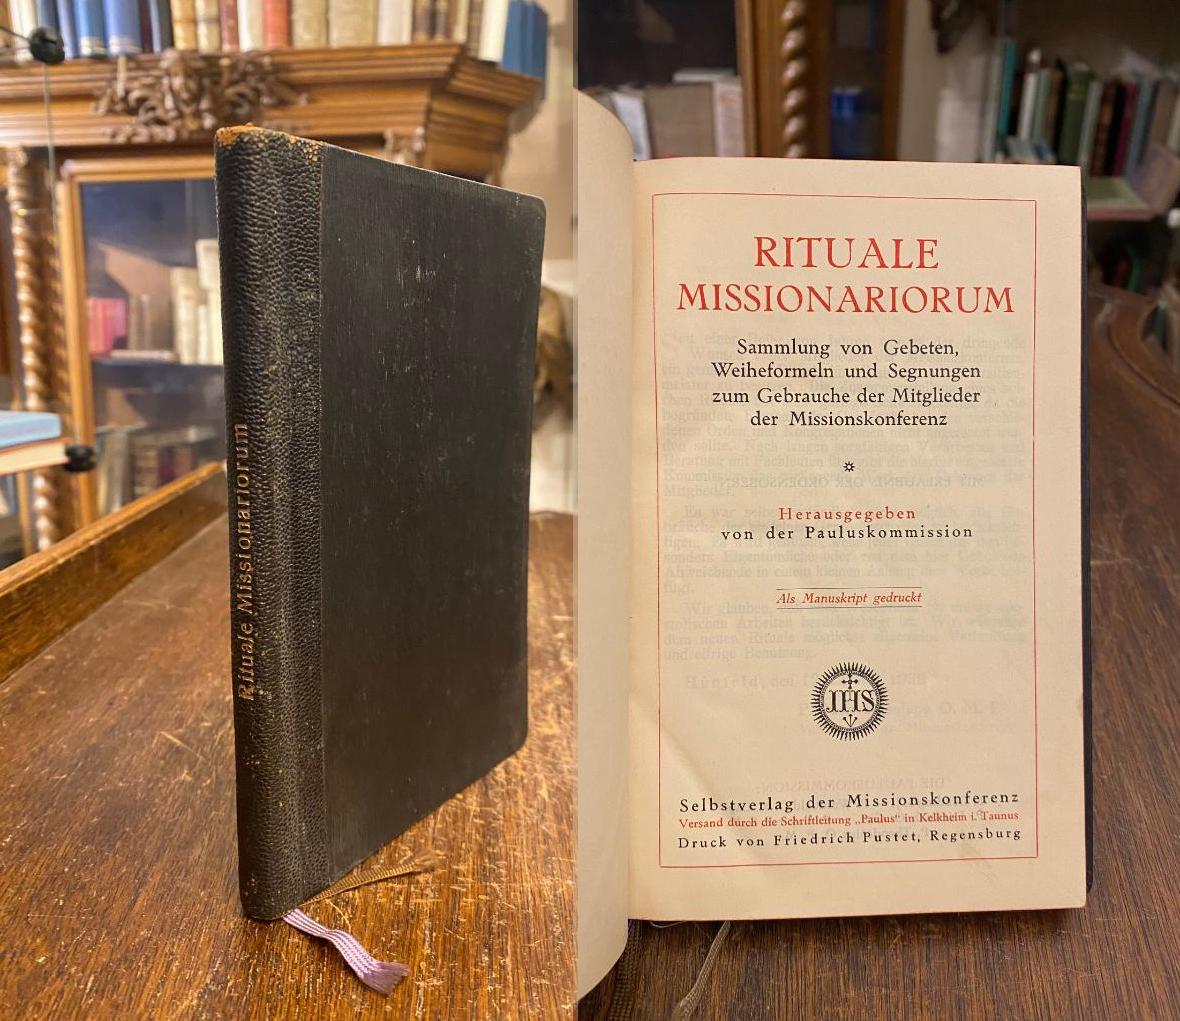 Rituale Missionariorum
RITUALE
MISSIONARIORUM
Sammlung von Gebeten,
Weiheformeln und Segnungen
zum Gebrauche der Mitglieder
der Missionskonferenz
Herausgegeben
von der Pauluskommission
Als Manuskript gedruckt
IHS
Selbstverlag der Missionskonferenz
Versand durch die Schriftleitung „Paulus“ in Kelkheim i. Taunus
Druck von Friedrich Pustet, Regensburg